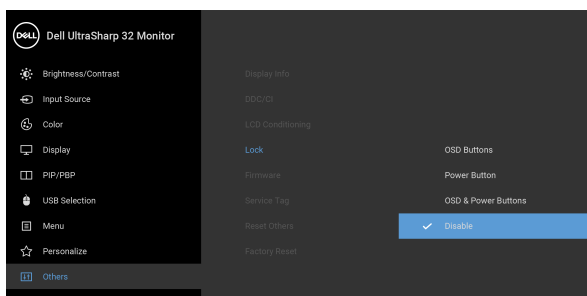 DELL Dell UltraSharp 32 Monitor
Brightness/Contrast
Input Source
Color
Display
PIP/PBP
USB Selection
Menu
Personalize
Others
Display Info
DDC/CI
LCD Conditioning
Lock
Firmware
Service Tag
Reset Others
Factory Reset
OSD Buttons
Power Button
OSD & Power Buttons
Disable